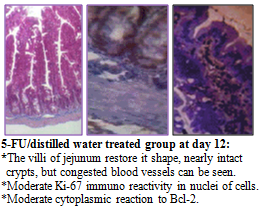 5-FU/distilled water treated group at day 12:
*The villi of jejunum restore it shape, nearly intact
crypts, but congested blood vessels can be seen.
*Moderate Ki-67 immuno reactivity in nuclei of cells.
*Moderate cytoplasmic reaction to Bcl-2.